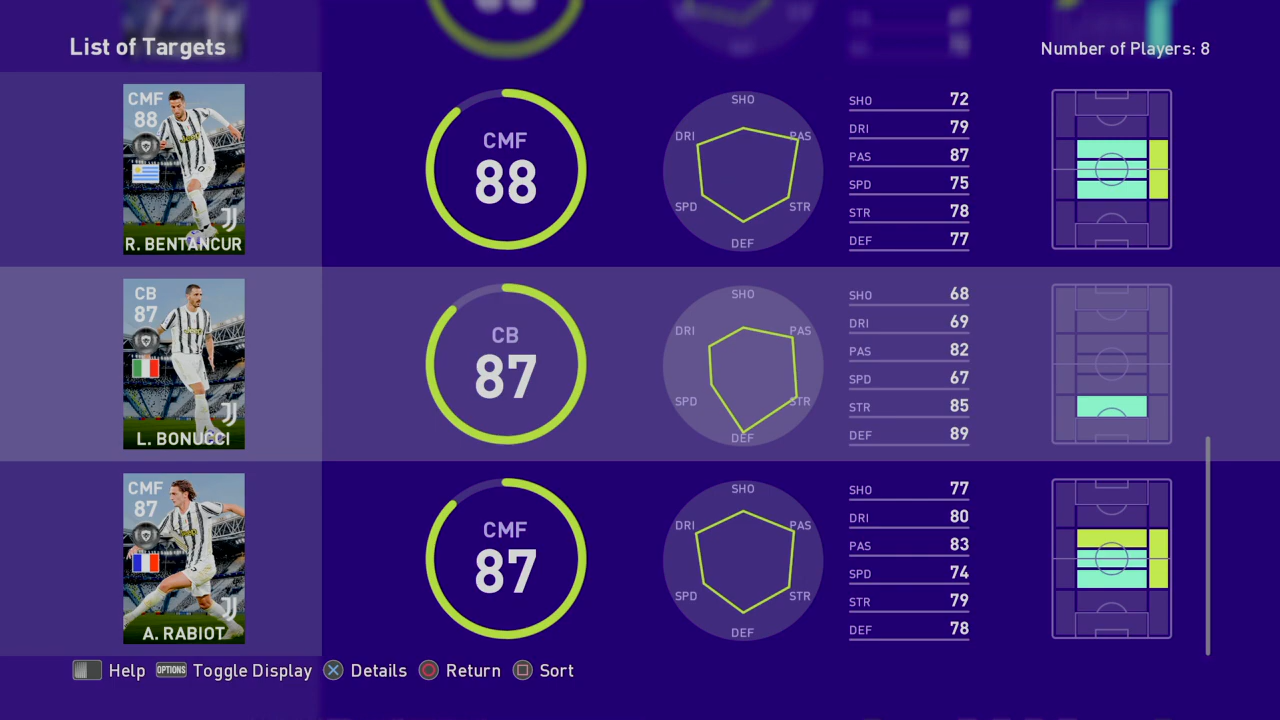 List of Targets
Number of Players: 8
CMF
88
R. BENTANCUR
CMF
88
SHO
DRI
PAS
SPD
STR
DEF
SHO 72
DRI 79
PAS 87
SPD 75
STR 78
DEF 77
CB
87
L. BONUCCI
CB
87
SHO
DRI
PAS
SPD
STR
DEF
SHO 68
DRI 69
PAS 82
SPD 67
STR 85
DEF 89
CMF
87
A. RABIOT
CMF
87
SHO
DRI
PAS
SPD
STR
DEF
SHO 77
DRI 80
PAS 83
SPD 74
STR 79
DEF 78
Help OPTIONS Toggle Display Details Return Sort